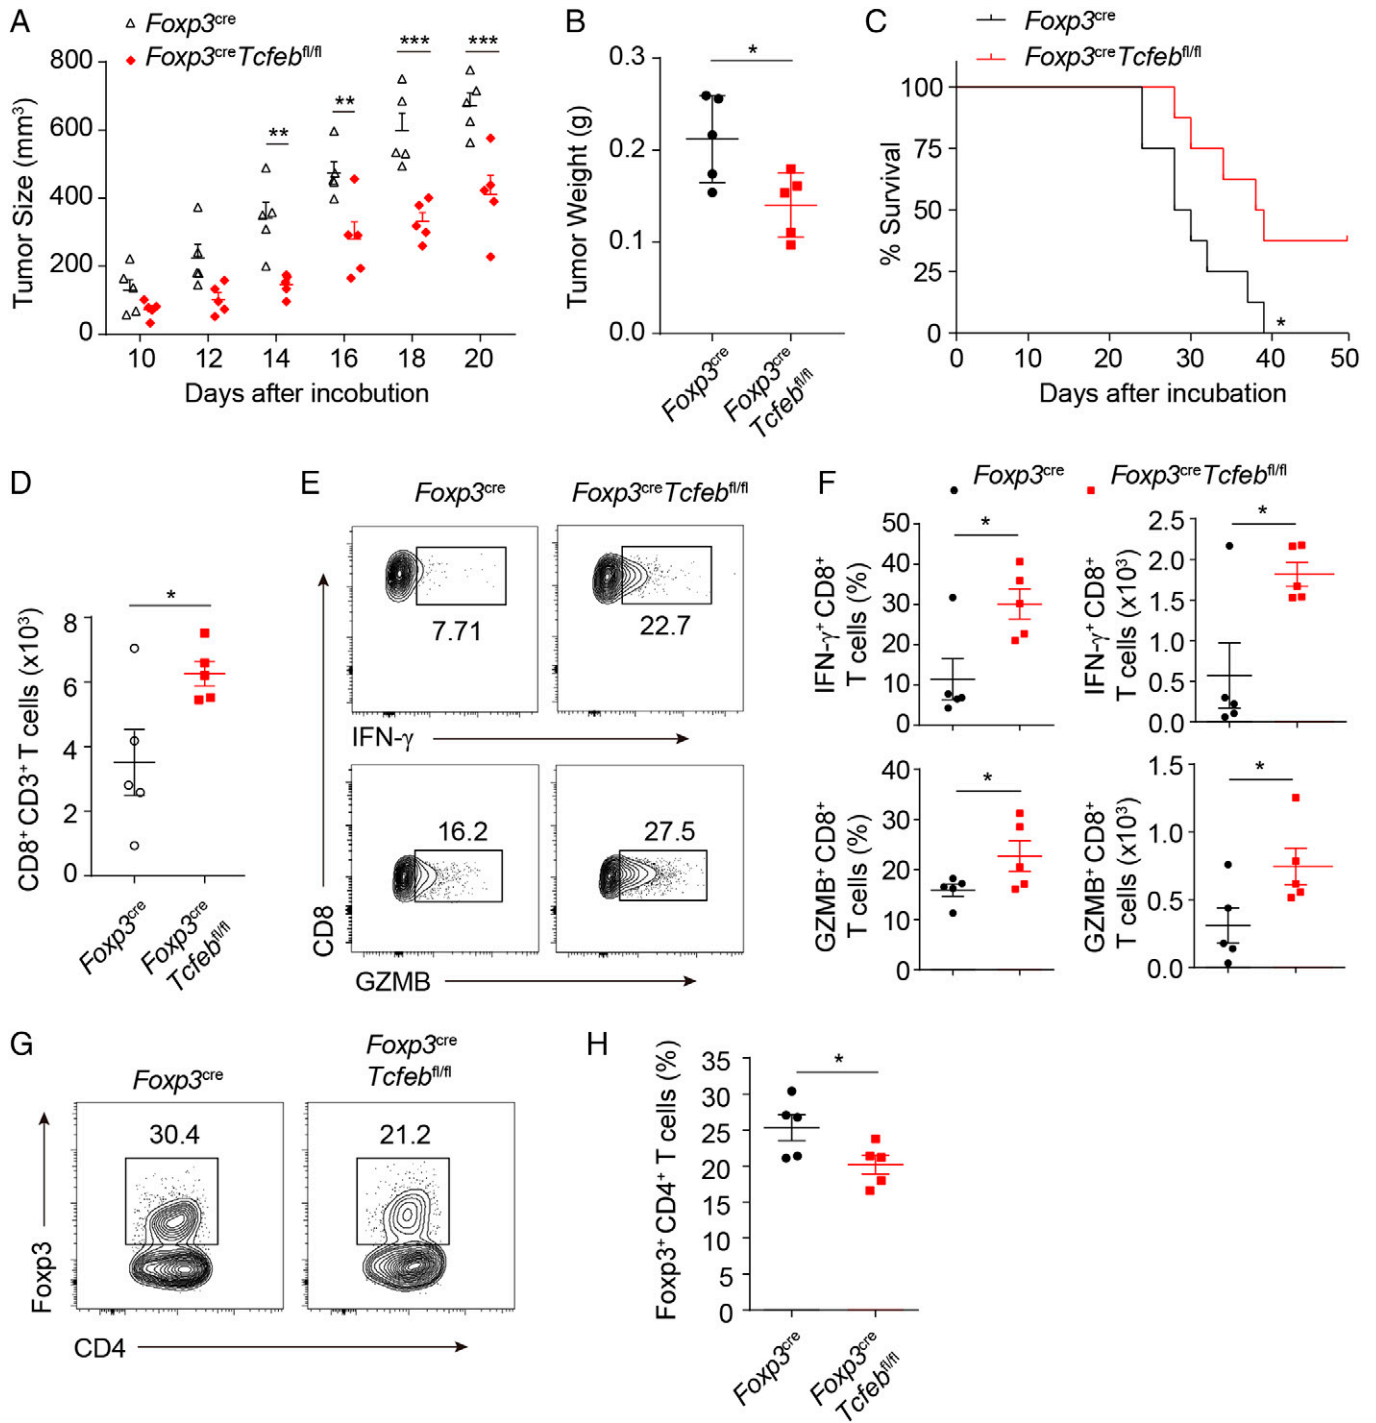 A
Foxp3cre
Foxp3creTcfebfl/fl
Tumor Size (mm3)
800
600
400
200
0
**
**
***
***
10 12 14 16 18 20
Days after incobution
B
Tumor Weight (g)
0.3
0.2
0.1
0.0
*
Foxp3cre
Foxp3cre
Tcfebfl/fl
C
Foxp3cre
Foxp3creTcfebfl/fl
% Survival
100
75
50
25
0
*
0 10 20 30 40 50
Days after incubation
D
CD8+ CD3+ T cells (x103)
8
6
4
2
0
*
Foxp3cre
Foxp3cre
Tcfebfl/fl
E
Foxp3cre
Foxp3creTcfebfl/fl
7.71
22.7
IFN-γ
16.2
27.5
CD8
GZMB
F
Foxp3cre
Foxp3creTcfebfl/fl
IFN-γ+ CD8+
T cells (%)
50
40
30
20
10
0
*
IFN-γ+ CD8+
T cells (x103)
2.5
2.0
1.5
1.0
0.5
0.0
*
GZMB+ CD8+
T cells (%)
40
30
20
10
0
*
GZMB+ CD8+
T cells (x103)
1.5
1.0
0.5
0.0
*
G
Foxp3cre
Foxp3cre
Tcfebfl/fl
30.4
21.2
Foxp3
CD4
H
Foxp3+ CD4+ T cells (%)
35
30
25
20
15
10
5
0
*
Foxp3cre
Foxp3cre
Tcfebfl/fl